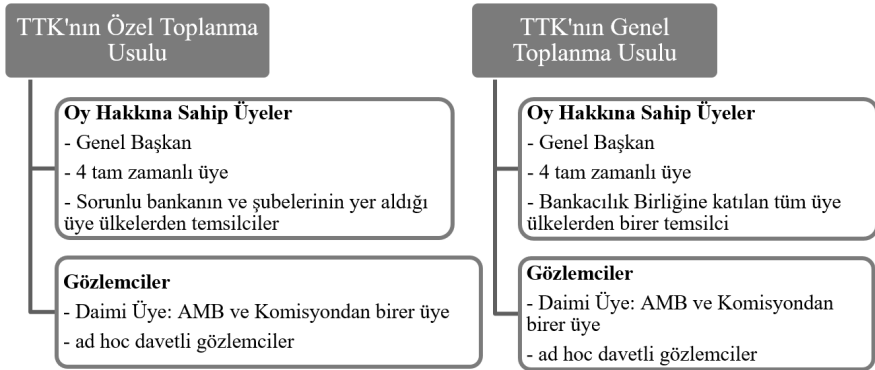 TTK'nın Özel Toplanma
Usulu
Oy Hakkına Sahip Üyeler
- Genel Başkan
- 4 tam zamanlı üye
- Sorunlu bankanın ve şubelerinin yer aldığı
üye ülkelerden temsilciler
Gözlemciler
- Daimi Üye: AMB ve Komisyondan birer üye
- ad hoc davetli gözlemciler
TTK'nın Genel
Toplanma Usulu
Oy Hakkına Sahip Üyeler
- Genel Başkan
- 4 tam zamanlı üye
- Bankacılık Birliğine katılan tüm üye
ülkelerden birer temsilci
Gözlemciler
- Daimi Üye: AMB ve Komisyondan
birer üye
- ad hoc davetli gözlemciler